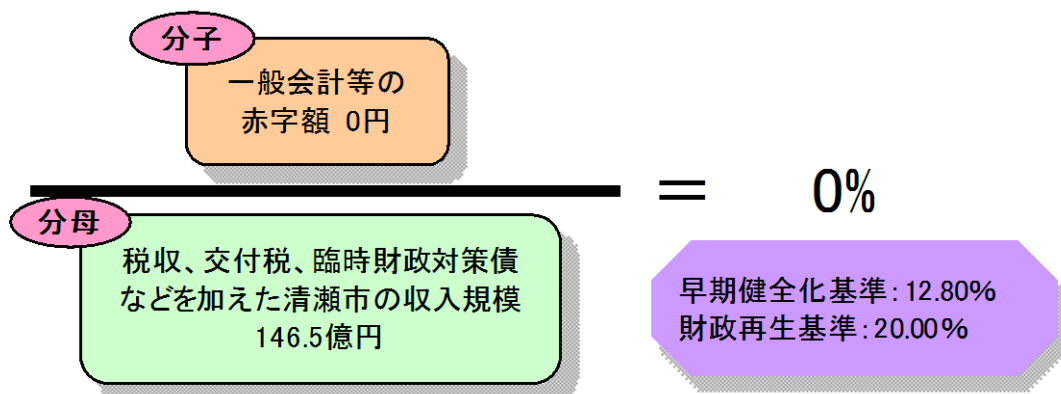 分子
一般会計等の
赤字額 0円
分母
税収、交付税、臨時財政対策債
などを加えた清瀬市の収入規模
146.5億円
= 0%
早期健全化基準:12.80%
財政再生基準:20.00%